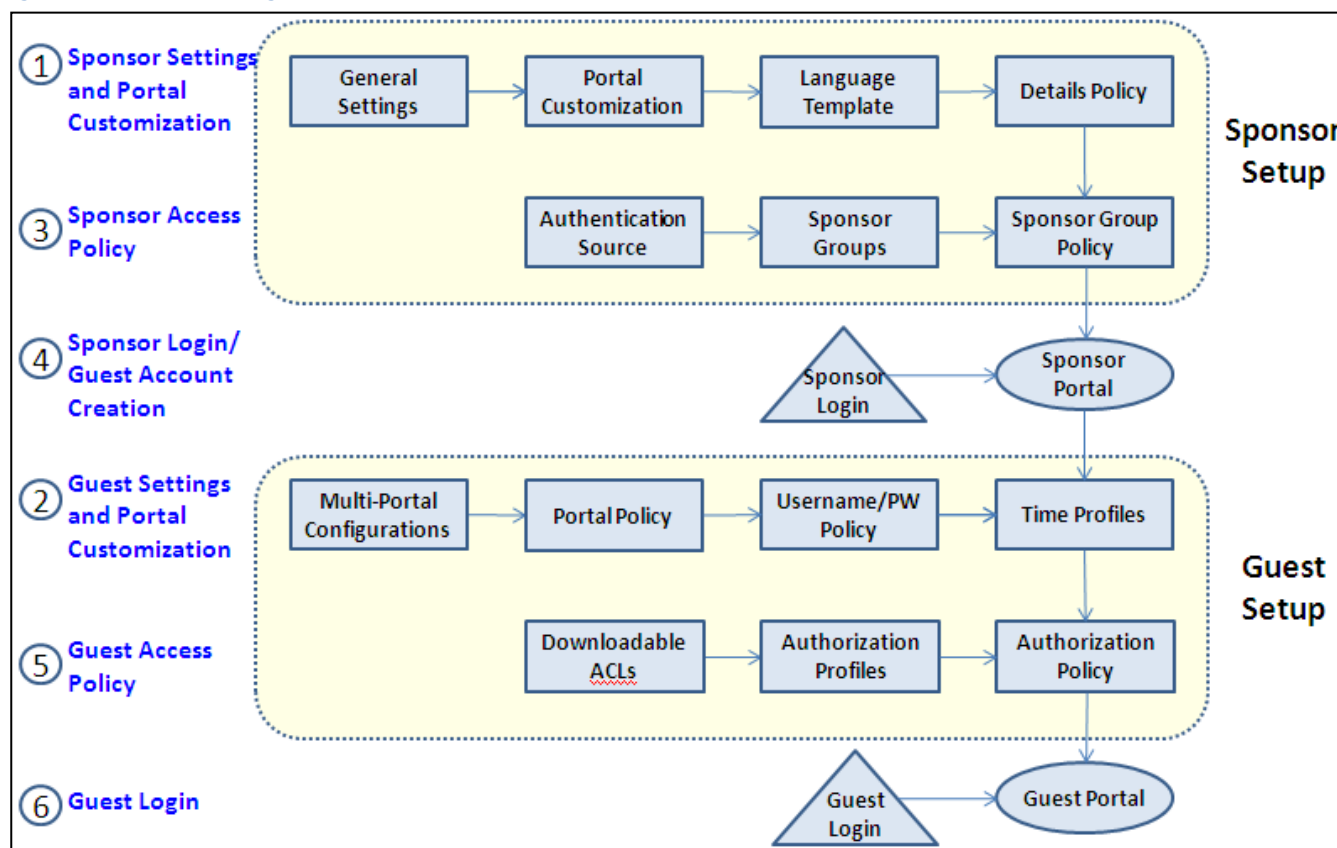 1
Sponsor Settings
and Portal
Customization
General
Settings
Portal
Customization
Language
Template
Details Policy
Sponsor
Setup
3
Sponsor Access
Policy
Authentication
Source
Sponsor
Groups
Sponsor Group
Policy
4
Sponsor Login/
Guest Account
Creation
Sponsor
Login
Sponsor
Portal
2
Guest Settings
and Portal
Customization
Multi-Portal
Configurations
Portal Policy
Username/PW
Policy
Time Profiles
Guest
Setup
5
Guest Access
Policy
Downloadable
ACLs
Authorization
Profiles
Authorization
Policy
6
Guest Login
Guest
Login
Guest Portal